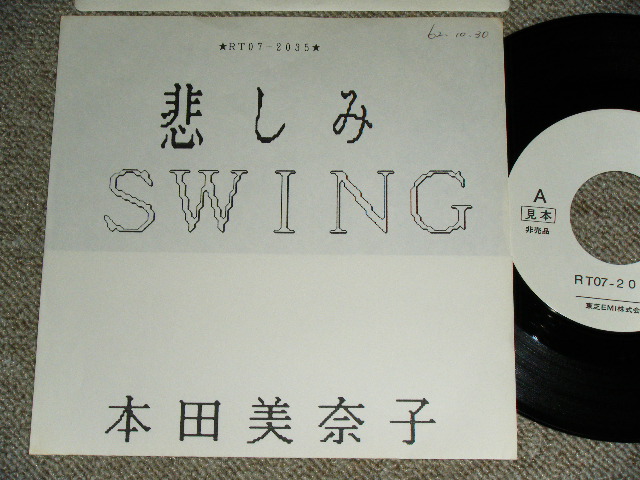 62-10-30
★RT07-2035★
悲しみ
SWING
本田美奈子
A
見本
非売品
RT07-20
東芝EMI株式会